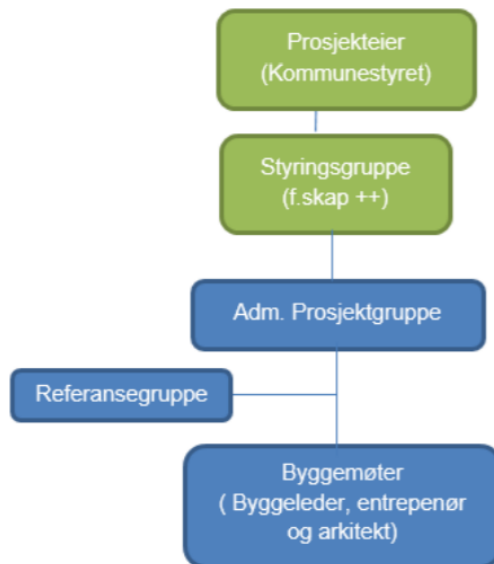 Prosjekteier
(Kommunestyret)
Styringsgruppe
(f.skap ++)
Adm. Prosjektgruppe
Referansegruppe
Byggemøter
( Byggeleder, entrepenør
og arkitekt)